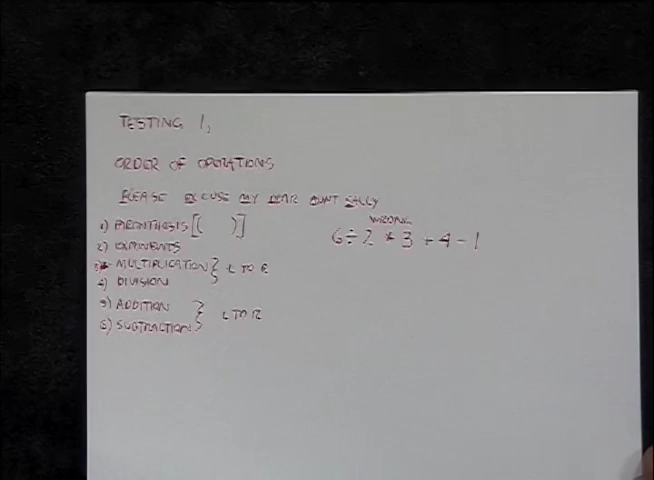 TESTING 1,
ORDER OF OPERATIONS
PLEASE EXCUSE MY DEAR AUNT SALLY
1) PARENTHESIS [( )]
2) EXPONENTS
3) MULTIPLICATION } L TO R
4) DIVISION
5) ADDITION } L TO R
6) SUBTRACTION
WRONG
6 ÷ 2 * 3 + 4 - 1